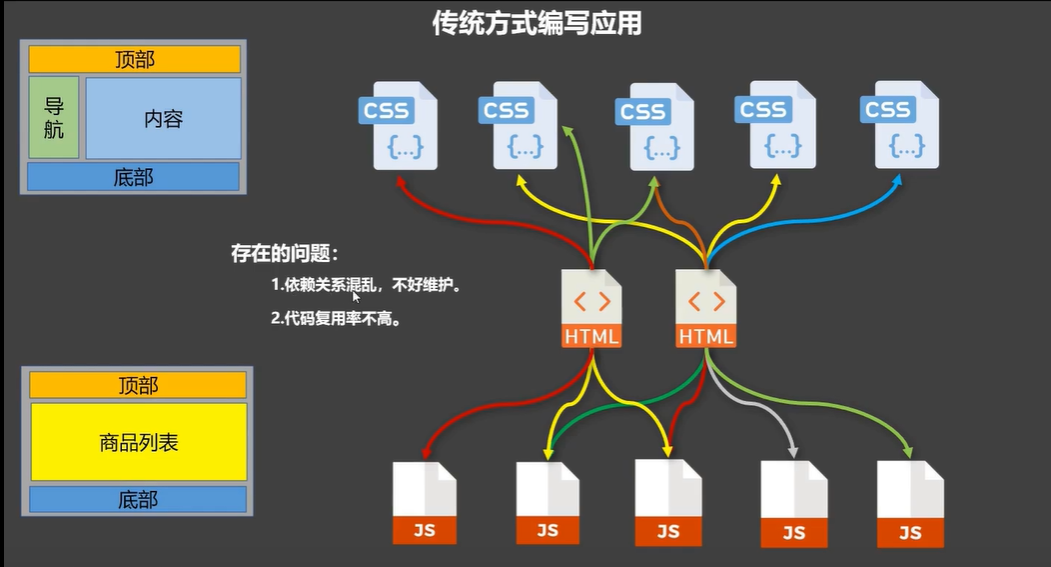 传统方式编写应用
顶部
导航
内容
底部
CSS
{...}
CSS
{...}
CSS
{...}
CSS
{...}
CSS
{...}
存在的问题：
1.依赖关系混乱，不好维护。
2.代码复用率不高。
< >
HTML
< >
HTML
顶部
商品列表
底部
JS
JS
JS
JS
JS